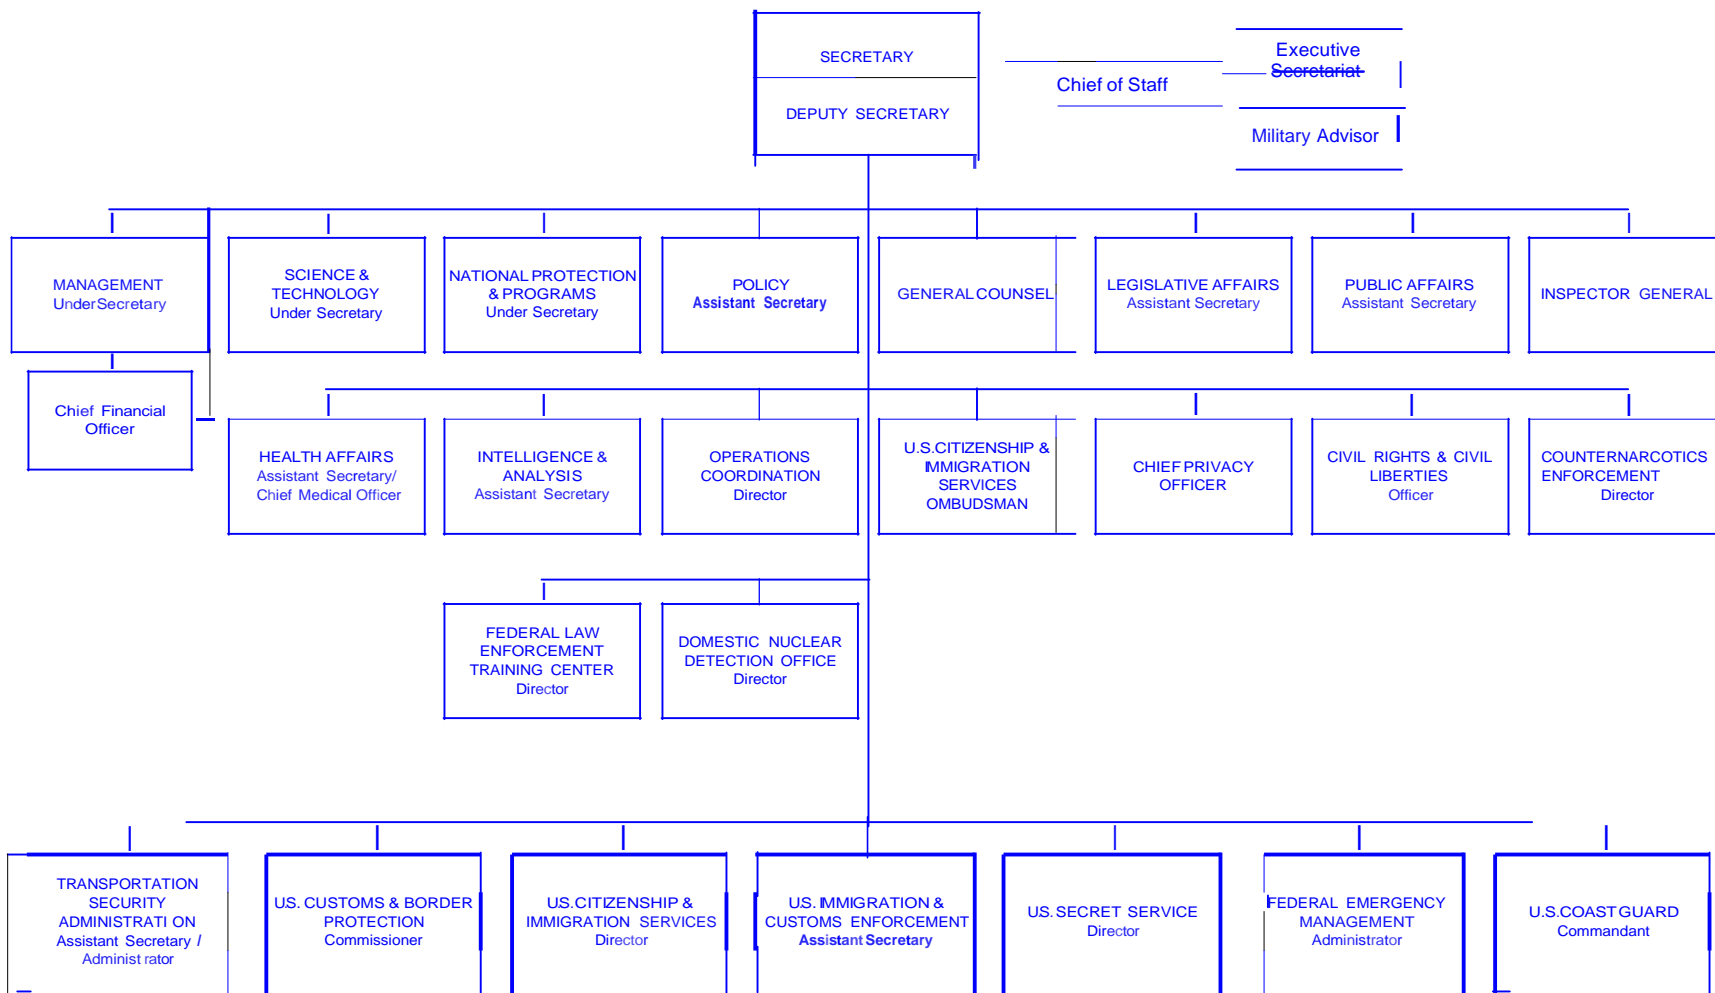 SECRETARY
DEPUTY SECRETARY
Chief of Staff
Executive
Secretariat
Military Advisor
MANAGEMENT
UnderSecretary
SCIENCE &
TECHNOLOGY
Under Secretary
NATIONAL PROTECTION
& PROGRAMS
Under Secretary
POLICY
Assistant Secretary
GENERAL COUNSEL
LEGISLATIVE AFFAIRS
Assistant Secretary
PUBLIC AFFAIRS
Assistant Secretary
INSPECTOR GENERAL
Chief Financial
Officer
HEALTH AFFAIRS
Assistant Secretary/
Chief Medical Officer
INTELLIGENCE &
ANALYSIS
Assistant Secretary
OPERATIONS
COORDINATION
Director
U.S.CITIZENSHIP &
IMMIGRATION
SERVICES
OMBUDSMAN
CHIEF PRIVACY
OFFICER
CIVIL RIGHTS & CIVIL
LIBERTIES
Officer
COUNTERNARCOTICS
ENFORCEMENT
Director
FEDERAL LAW
ENFORCEMENT
TRAINING CENTER
Director
DOMESTIC NUCLEAR
DETECTION OFFICE
Director
TRANSPORTATION
SECURITY
ADMINISTRATI ON
Assistant Secretary /
Administ rator
U.S. CUSTOMS & BORDER
PROTECTION
Commissioner
U.S.CITIZENSHIP &
IMMIGRATION SERVICES
Director
U.S. IMMIGRATION &
CUSTOMS ENFORCEMENT
Assistant Secretary
U.S. SECRET SERVICE
Director
FEDERAL EMERGENCY
MANAGEMENT
Administrator
U.S.COAST GUARD
Commandant